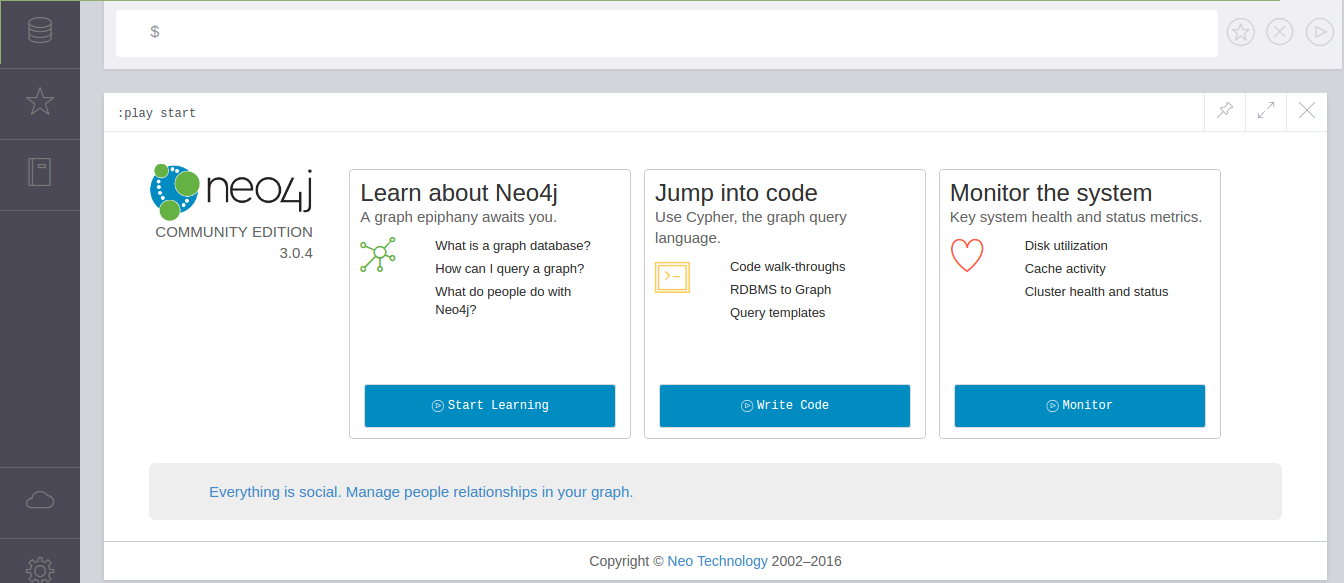 $
:play start
neo4j
COMMUNITY EDITION
3.0.4
Learn about Neo4j
A graph epiphany awaits you.
What is a graph database?
How can I query a graph?
What do people do with
Neo4j?
Start Learning
Jump into code
Use Cypher, the graph query
language.
Code walk-throughs
RDBMS to Graph
Query templates
Write Code
Monitor the system
Key system health and status metrics.
Disk utilization
Cache activity
Cluster health and status
Monitor
Everything is social. Manage people relationships in your graph.
Copyright © Neo Technology 2002–2016